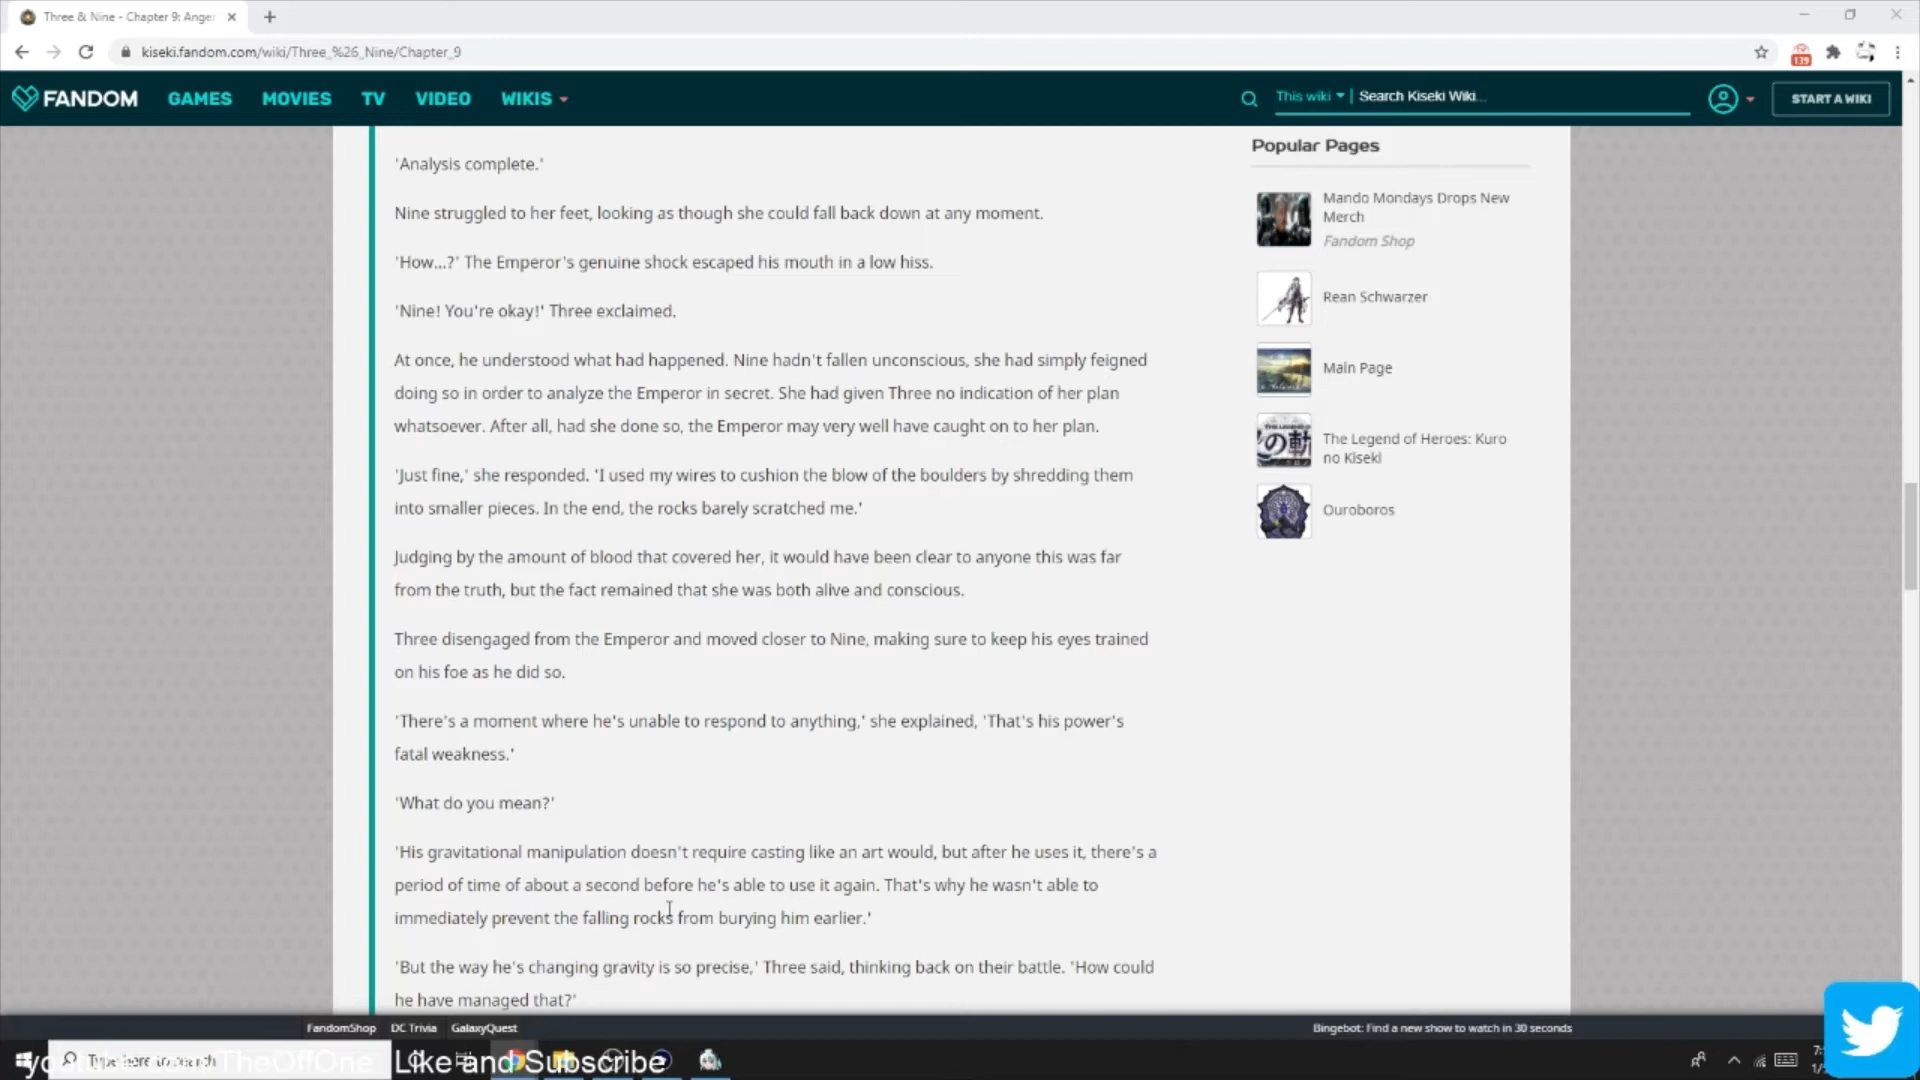 Three & Nine - Chapter 9: Anger
kiseki.fandom.com/wiki/Three_%26_Nine/Chapter_9
139
FANDOM GAMES MOVIES TV VIDEO WIKIS This wiki Search Kiseki Wiki... START A WIKI
'Analysis complete.'
Nine struggled to her feet, looking as though she could fall back down at any moment.
'How...?' The Emperor's genuine shock escaped his mouth in a low hiss.
'Nine! You're okay!' Three exclaimed.
At once, he understood what had happened. Nine hadn't fallen unconscious, she had simply feigned
doing so in order to analyze the Emperor in secret. She had given Three no indication of her plan
whatsoever. After all, had she done so, the Emperor may very well have caught on to her plan.
'Just fine,' she responded. 'I used my wires to cushion the blow of the boulders by shredding them
into smaller pieces. In the end, the rocks barely scratched me.'
Judging by the amount of blood that covered her, it would have been clear to anyone this was far
from the truth, but the fact remained that she was both alive and conscious.
Three disengaged from the Emperor and moved closer to Nine, making sure to keep his eyes trained
on his foe as he did so.
'There's a moment where he's unable to respond to anything,' she explained, 'That's his power's
fatal weakness.'
'What do you mean?'
'His gravitational manipulation doesn't require casting like an art would, but after he uses it, there's a
period of time of about a second before he's able to use it again. That's why he wasn't able to
immediately prevent the falling rocks from burying him earlier.'
'But the way he's changing gravity is so precise,' Three said, thinking back on their battle. 'How could
he have managed that?'
Popular Pages
Mando Mondays Drops New
Merch
Fandom Shop
Rean Schwarzer
Main Page
The Legend of Heroes: Kuro
no Kiseki
Ouroboros
FandomShop DC Trivia GalaxyQuest
Bingebot: Find a new show to watch in 30 seconds
Type here to search
youtube.com/TheOffOne Like and Subscribe